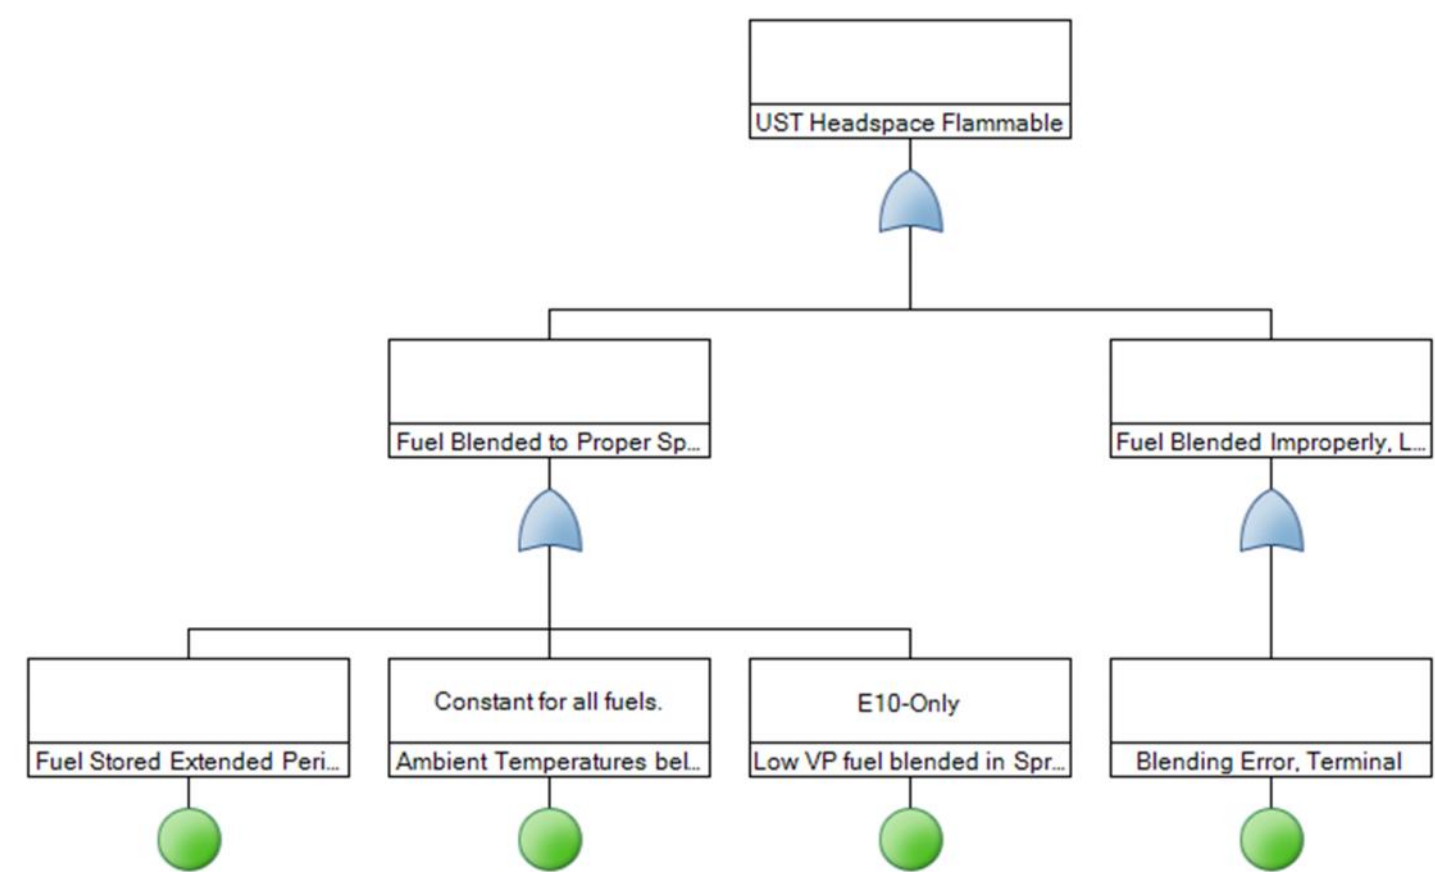 UST Headspace Flammable
Fuel Blended to Proper Sp...
Fuel Blended Improperly, L...
Constant for all fuels.
E10-Only
Fuel Stored Extended Peri...
Ambient Temperatures bel...
Low VP fuel blended in Spr...
Blending Error, Terminal